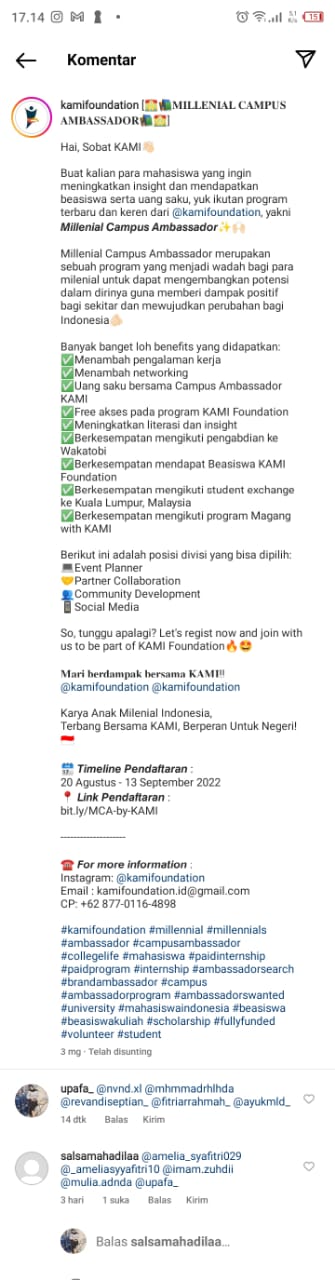 17.14
15
Komentar
kamifoundation [🏫📚MILLENIAL CAMPUS
AMBASSADOR📚🏫]
Hai, Sobat KAMI👋🏻
Buat kalian para mahasiswa yang ingin
meningkatkan insight dan mendapatkan
beasiswa serta uang saku, yuk ikutan program
terbaru dan keren dari @kamifoundation, yakni
Millenial Campus Ambassador✨🙌🏻
Millenial Campus Ambassador merupakan
sebuah program yang menjadi wadah bagi para
milenial untuk dapat mengembangkan potensi
dalam dirinya guna memberi dampak positif
bagi sekitar dan mewujudkan perubahan bagi
Indonesia👍🏻
Banyak banget loh benefits yang didapatkan:
✅Menambah pengalaman kerja
✅Menambah networking
✅Uang saku bersama Campus Ambassador
KAMI
✅Free akses pada program KAMI Foundation
✅Meningkatkan literasi dan insight
✅Berkesempatan mengikuti pengabdian ke
Wakatobi
✅Berkesempatan mendapat Beasiswa KAMI
Foundation
✅Berkesempatan mengikuti student exchange
ke Kuala Lumpur, Malaysia
✅Berkesempatan mengikuti program Magang
with KAMI
Berikut ini adalah posisi divisi yang bisa dipilih:
💻Event Planner
🤝Partner Collaboration
👥Community Development
📱Social Media
So, tunggu apalagi? Let's regist now and join with
us to be part of KAMI Foundation🔥🤩
Mari berdampak bersama KAMI!!
@kamifoundation @kamifoundation
Karya Anak Milenial Indonesia,
Terbang Bersama KAMI, Berperan Untuk Negeri!
🇮🇩
📆 Timeline Pendaftaran :
20 Agustus - 13 September 2022
📍 Link Pendaftaran :
bit.ly/MCA-by-KAMI
--------------------
☎️ For more information :
Instagram: @kamifoundation
Email : kamifoundation.id@gmail.com
CP: +62 877-0116-4898
#kamifoundation #millennial #millennials
#ambassador #campusambassador
#collegelife #mahasiswa #paidinternship
#paidprogram #internship #ambassadorsearch
#brandambassador #campus
#ambassadorprogram #ambassadorswanted
#university #mahasiswaindonesia #beasiswa
#beasiswakuliah #scholarship #fullyfunded
#volunteer #student
3 mg · Telah disunting
upafa_ @nvnd.xl @mhmmadrhlhda
@revandiseptian_ @fitriarrahmah_ @ayukmld_
14 dtk Balas Kirim
salsamahadilaa @amelia_syafitri029
@_ameliasyyafitri10 @imam.zuhdii
@mulia.adnda @upafa_
3 hari 1 suka Balas Kirim
Balas salsamahadilaa...